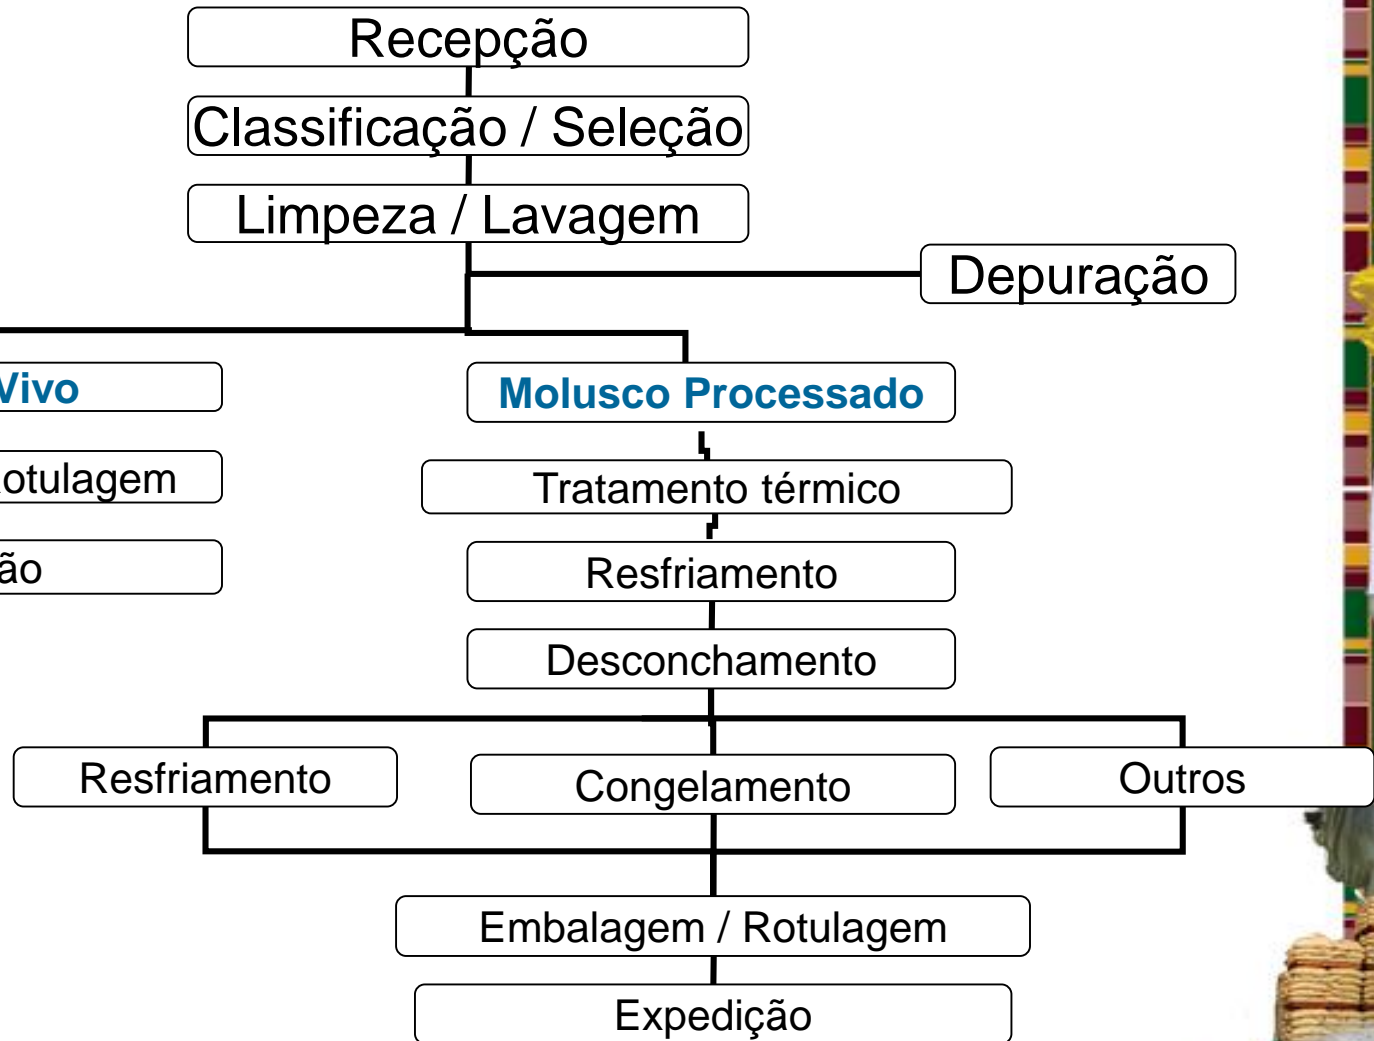 Recepção
Classificação / Seleção
Limpeza / Lavagem
Depuração
Vivo
Molusco Processado
otulagem
Tratamento térmico
ão
Resfriamento
Desconchamento
Resfriamento
Congelamento
Outros
Embalagem / Rotulagem
Expedição